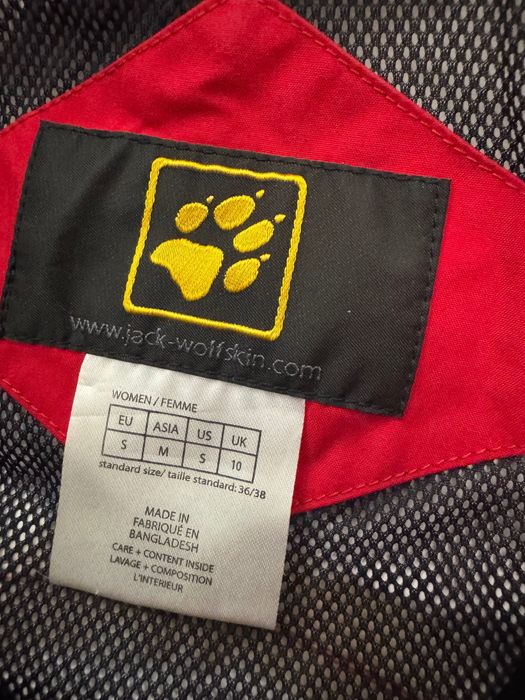 www.jack-wolfskin.com
WOMEN / FEMME
EU ASIA US UK
S M S 10
standard size/ taille standard: 36/38
MADE IN
FABRIQUÉ EN
BANGLADESH
CARE + CONTENT INSIDE
LAVAGE + COMPOSITION
L'INTERIEUR